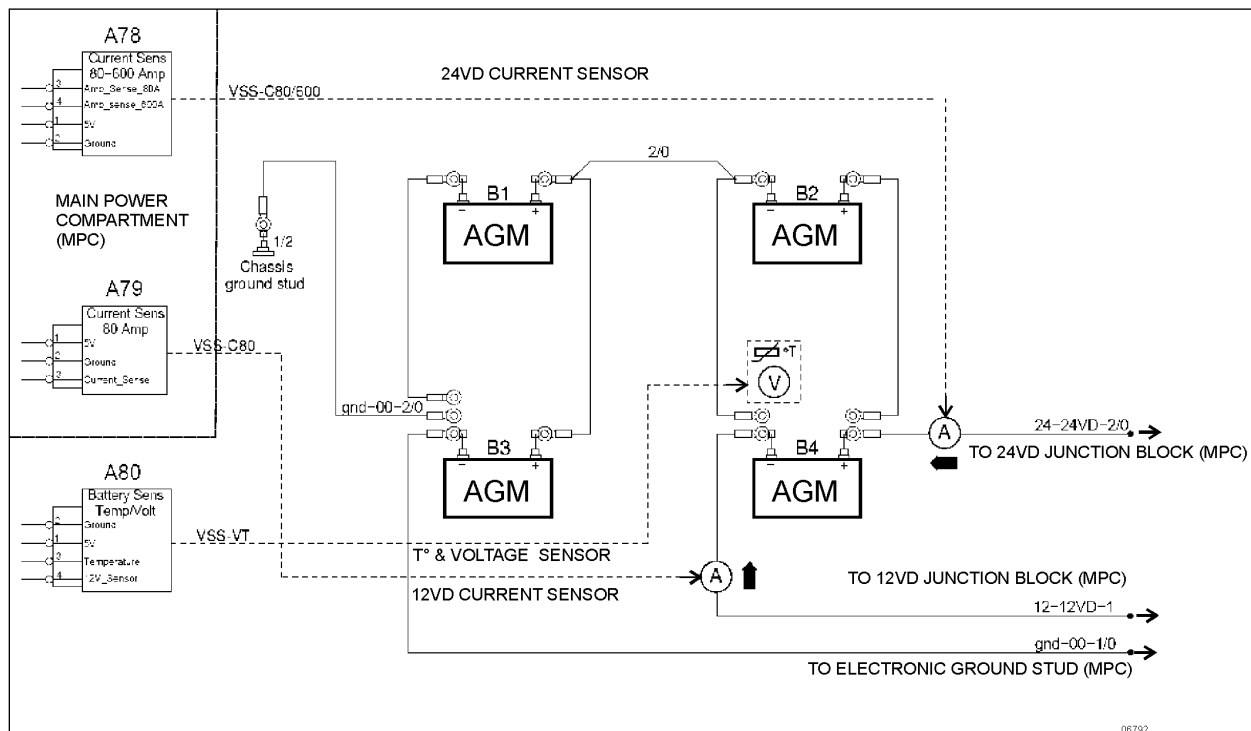 A78
Current Sens
80-600 Amp
3
Amp_Sense_80A
4
Amp_sense_600A
1
5V
2
Ground
VSS-C80/600
24VD CURRENT SENSOR
MAIN POWER
COMPARTMENT
(MPC)
1/2
Chassis
ground stud
2/0
B1
-
+
AGM
B2
-
+
AGM
A79
Current Sens
80 Amp
1
5V
2
Ground
3
Current_Sense
VSS-C80
gnd-00-2/0
°T
V
B3
-
+
AGM
B4
-
+
AGM
A
24-24VD-2/0
TO 24VD JUNCTION BLOCK (MPC)
A80
Battery Sens
Temp/Volt
2
Ground
1
5V
3
Temperature
4
12V_Sensor
VSS-VT
T° & VOLTAGE SENSOR
12VD CURRENT SENSOR
A
TO 12VD JUNCTION BLOCK (MPC)
12-12VD-1
gnd-00-1/0
TO ELECTRONIC GROUND STUD (MPC)
06792